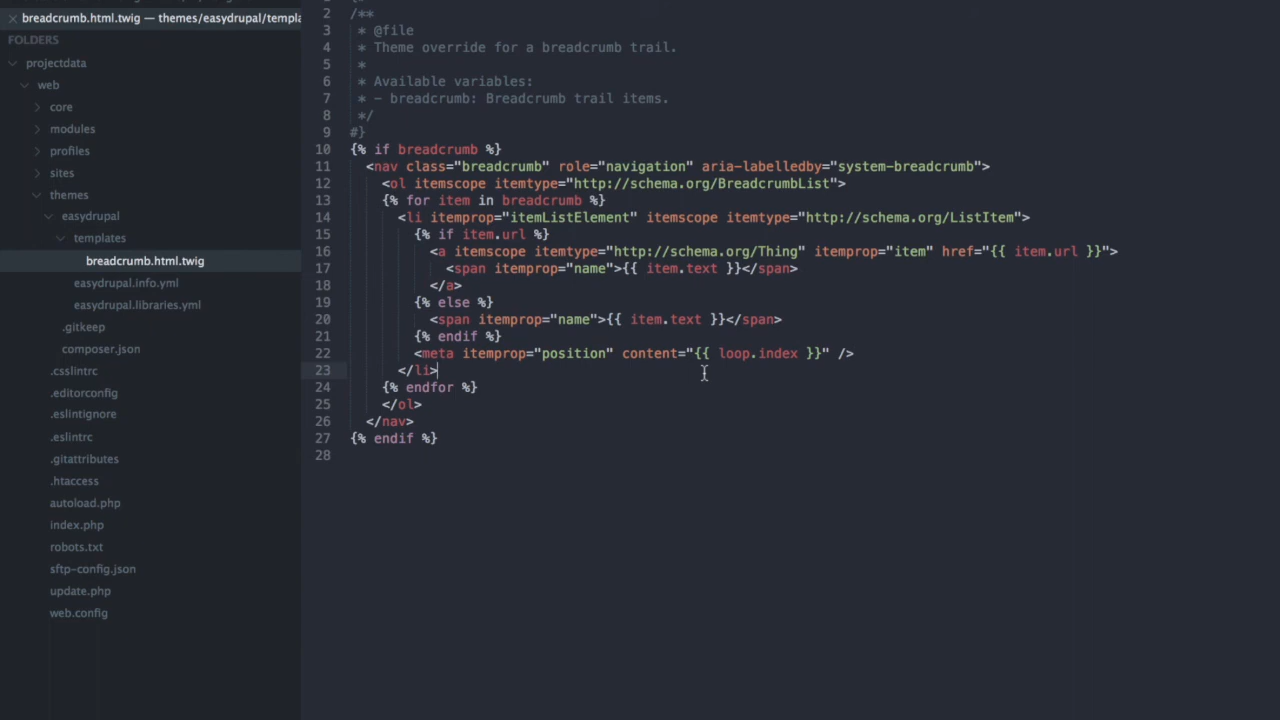 breadcrumb.html.twig — themes/easydrupal/templa
FOLDERS
projectdata
web
core
modules
profiles
sites
themes
easydrupal
templates
breadcrumb.html.twig
easydrupal.info.yml
easydrupal.libraries.yml
.gitkeep
composer.json
.csslintrc
.editorconfig
.eslintignore
.eslintrc
.gitattributes
.htaccess
autoload.php
index.php
robots.txt
sftp-config.json
update.php
web.config
2 /**
3 * @file
4 * Theme override for a breadcrumb trail.
5 *
6 * Available variables:
7 * - breadcrumb: Breadcrumb trail items.
8 */
9 #}
10 {% if breadcrumb %}
11 <nav class="breadcrumb" role="navigation" aria-labelledby="system-breadcrumb">
12 <ol itemscope itemtype="http://schema.org/BreadcrumbList">
13 {% for item in breadcrumb %}
14 <li itemprop="itemListElement" itemscope itemtype="http://schema.org/ListItem">
15 {% if item.url %}
16 <a itemscope itemtype="http://schema.org/Thing" itemprop="item" href="{{ item.url }}">
17 <span itemprop="name">{{ item.text }}</span>
18 </a>
19 {% else %}
20 <span itemprop="name">{{ item.text }}</span>
21 {% endif %}
22 <meta itemprop="position" content="{{ loop.index }}" />
23 </li>
24 {% endfor %}
25 </ol>
26 </nav>
27 {% endif %}
28